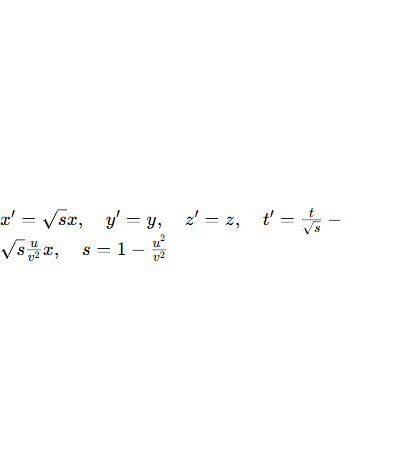 x′ = √s x,  y′ = y,  z′ = z,  t′ = t/√s −
√s u/v² x,  s = 1 − u²/v²